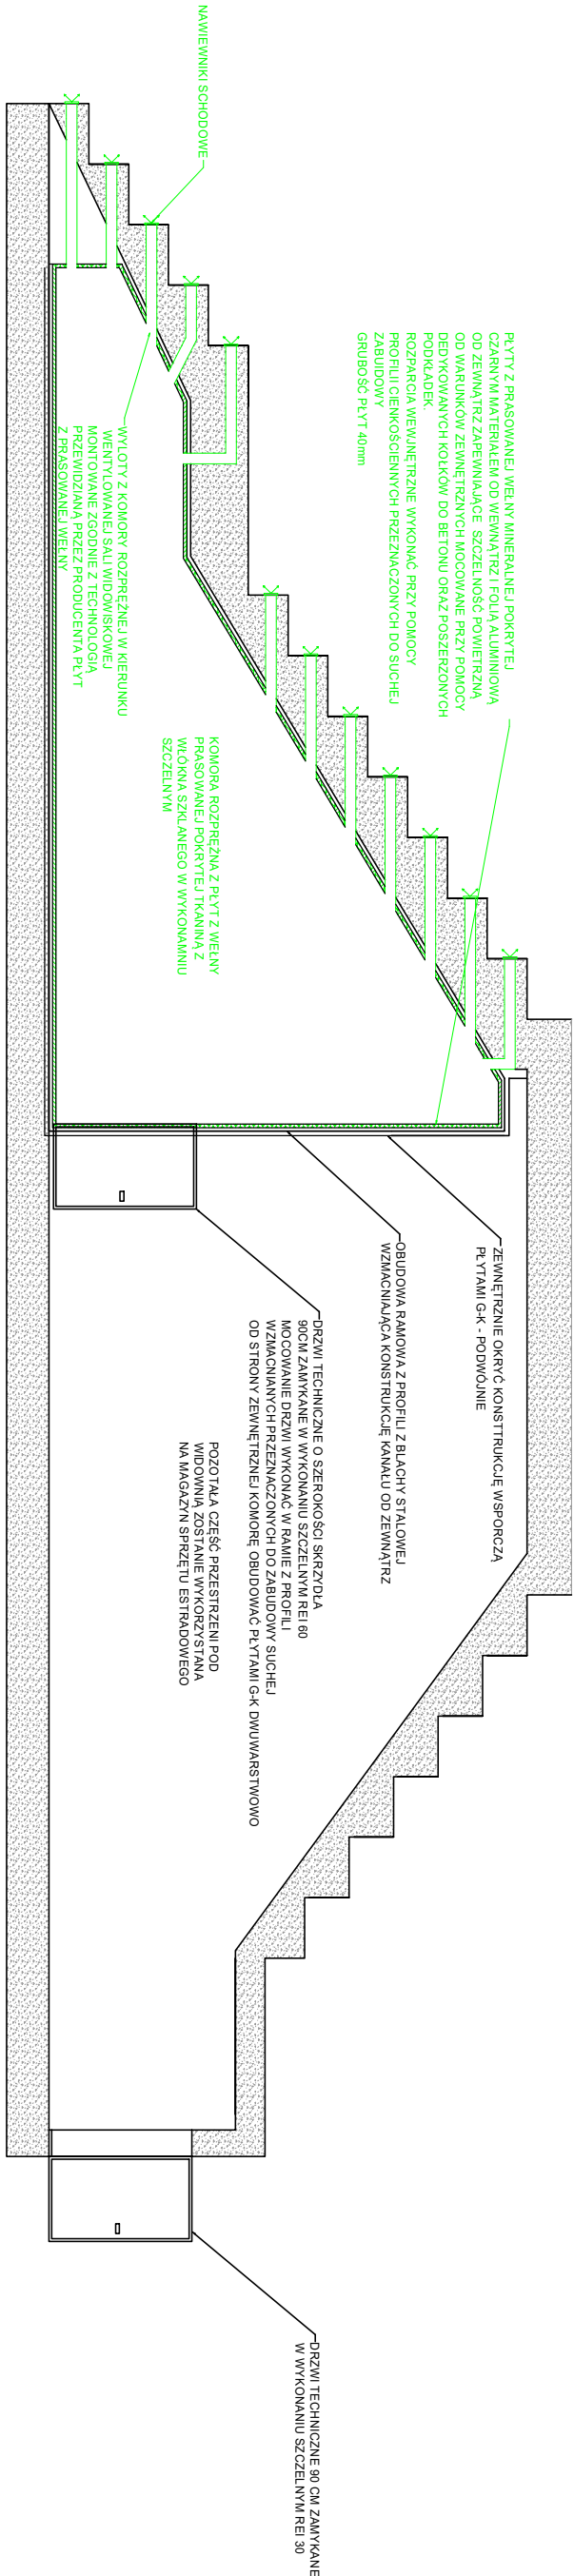 NAWIEWNIKI SCHODOWE
PŁYTY Z PRASOWANEJ WEŁNY MINERALNEJ POKRYTEJ
CZARNYM MATERIAŁEM OD WEWNĄTRZ I FOLIĄ ALUMINIOWĄ
OD ZEWNĄTRZ ZAPEWNIAJĄCE SZCZELNOŚĆ POWIETRZNĄ
OD WARUNKÓW ZEWNĘTRZNYCH MOCOWANE PRZY POMOCY
DEDYKOWANYCH KOŁKÓW DO BETONU ORAZ POSZERZONYCH
PODKŁADEK.
ROZPARCIA WEWNĘTRZNE WYKONAĆ PRZY POMOCY
PROFILII CIENKOŚCIENNYCH PRZEZNACZONYCH DO SUCHEJ
ZABUIDOWY
GRUBOŚĆ PŁYT 40mm
WYLOTY Z KOMORY ROZPRĘŻNEJ W KIERUNKU
WENTYLOWANEJ SALI WIDOWISKOWEJ
MONTOWANE ZGODNIE Z TECHNOLOGIĄ
PRZEWIDZIANĄ PRZEZ PRODUCENTA PŁYT
Z PRASOWANEJ WEŁNY
KOMORA ROZPRĘŻNA Z PŁYT Z WEŁNY
PRASOWANEJ POKRYTEJ TKANINĄ Z
WŁÓKNA SZKLANEGO W WYKONAMNIU
SZCZELNYM
ZEWNĘTRZNIE OKRYĆ KONSTTRUKCJĘ WSPORCZĄ
PŁYTAMI G-K - PODWÓJNIE
OBUDOWA RAMOWA Z PROFILI Z BLACHY STALOWEJ
WZMACNIAJĄCA KONSTRUKCJĘ KANAŁU OD ZEWNĄTRZ
DRZWI TECHNICZNE O SZEROKOŚCI SKRZYDŁA
90CM ZAMYKANE W WYKONANIU SZCZELNYM REI 60
MOCOWANIE DRZWI WYKONAĆ W RAMIE Z PROFILI
WZMACNIANYCH PRZEZNACZONYCH DO ZABUDOWY SUCHEJ
OD STRONY ZEWNĘTRZNEJ KOMORĘ OBUDOWAĆ PŁYTAMI G-K DWUWARSTWOWO
POZOTAŁA CZĘŚĆ PRZESTRZENI POD
WIDOWNIĄ ZOSTANIE WYKORZYSTANA
NA MAGAZYN SPRZĘTU ESTRADOWEGO
DRZWI TECHNICZNE 90 CM ZAMYKANE
W WYKONANIU SZCZELNYM REI 30